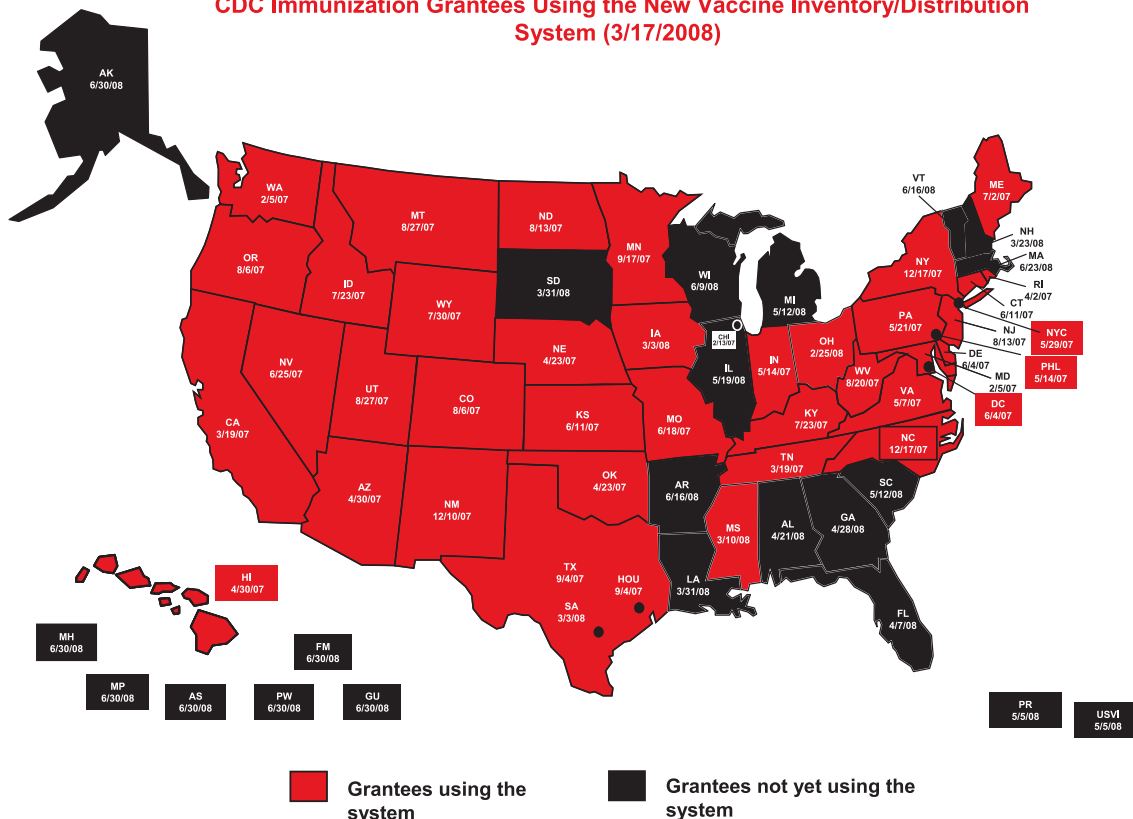 CDC Immunization Grantees Using the New Vaccine Inventory/Distribution
System (3/17/2008)
AK
6/30/08
WA
2/5/07
OR
8/6/07
CA
3/19/07
NV
6/25/07
ID
7/23/07
MT
8/27/07
WY
7/30/07
UT
8/27/07
AZ
4/30/07
CO
8/6/07
NM
12/10/07
ND
8/13/07
SD
3/31/08
NE
4/23/07
KS
6/11/07
OK
4/23/07
TX
9/4/07
HOU
9/4/07
SA
3/3/08
MN
9/17/07
IA
3/3/08
MO
6/18/07
AR
6/16/08
LA
3/31/08
WI
6/9/08
CHI
2/13/07
IL
5/19/08
MI
5/12/08
IN
5/14/07
OH
2/25/08
KY
7/23/07
TN
3/19/07
MS
3/10/08
AL
4/21/08
GA
4/28/08
FL
4/7/08
SC
5/12/08
NC
12/17/07
VA
5/7/07
WV
8/20/07
PA
5/21/07
NY
12/17/07
VT
6/16/08
ME
7/2/07
NH
3/23/08
MA
6/23/08
RI
4/2/07
CT
6/11/07
NJ
8/13/07
NYC
5/29/07
DE
6/4/07
PHL
5/14/07
MD
2/5/07
DC
6/4/07
HI
4/30/07
MH
6/30/08
FM
6/30/08
MP
6/30/08
AS
6/30/08
PW
6/30/08
GU
6/30/08
PR
5/5/08
USVI
5/5/08
Grantees using the
system
Grantees not yet using the
system